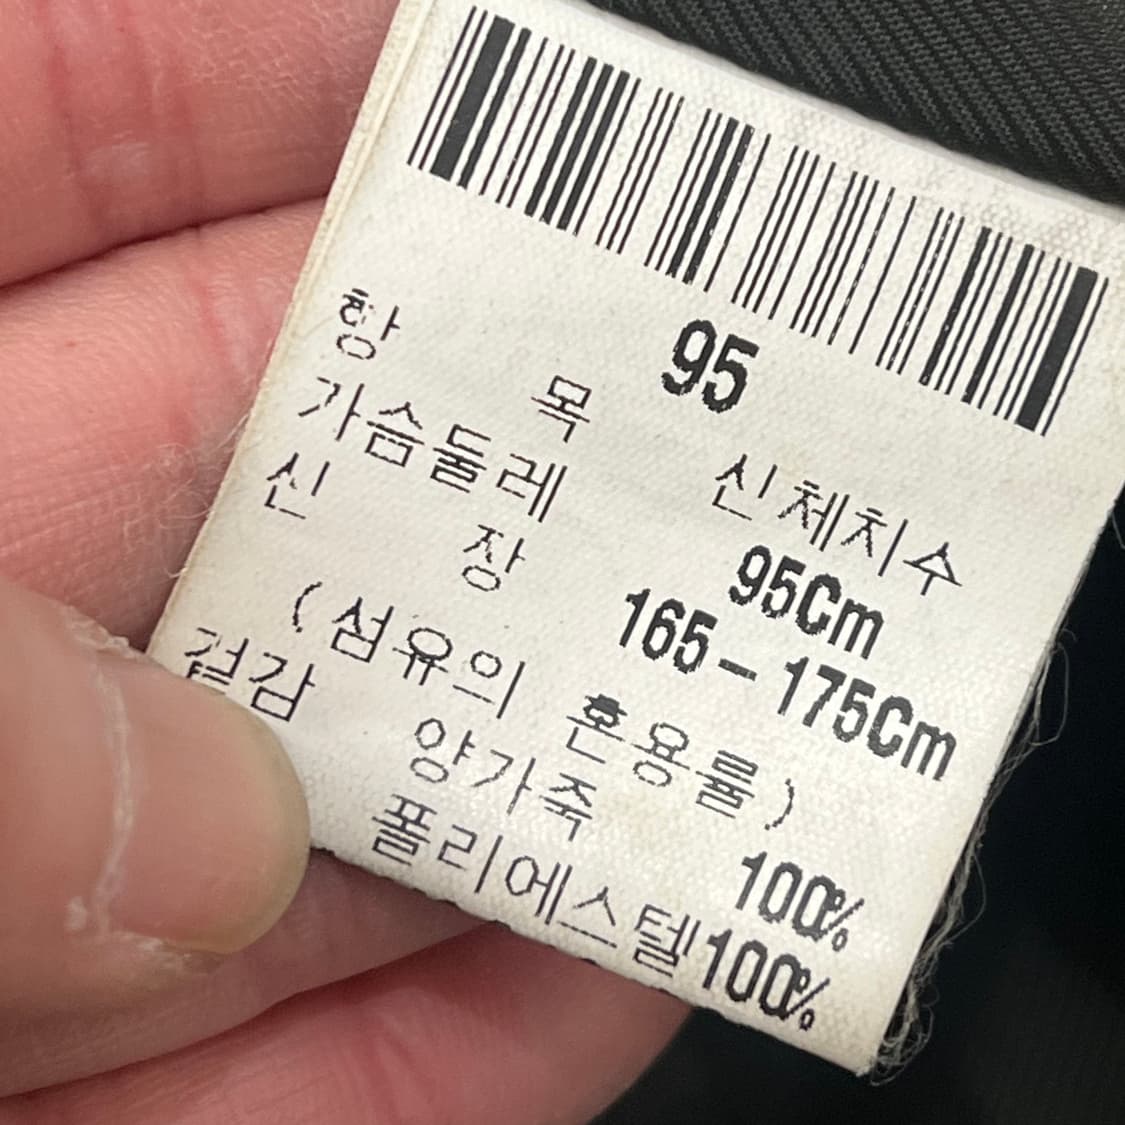 95
항 목 신체치수
가슴둘레 95Cm
신 장 165-175Cm
(섬유의 혼용률)
겉감 양가죽 100%
폴리에스텔100%